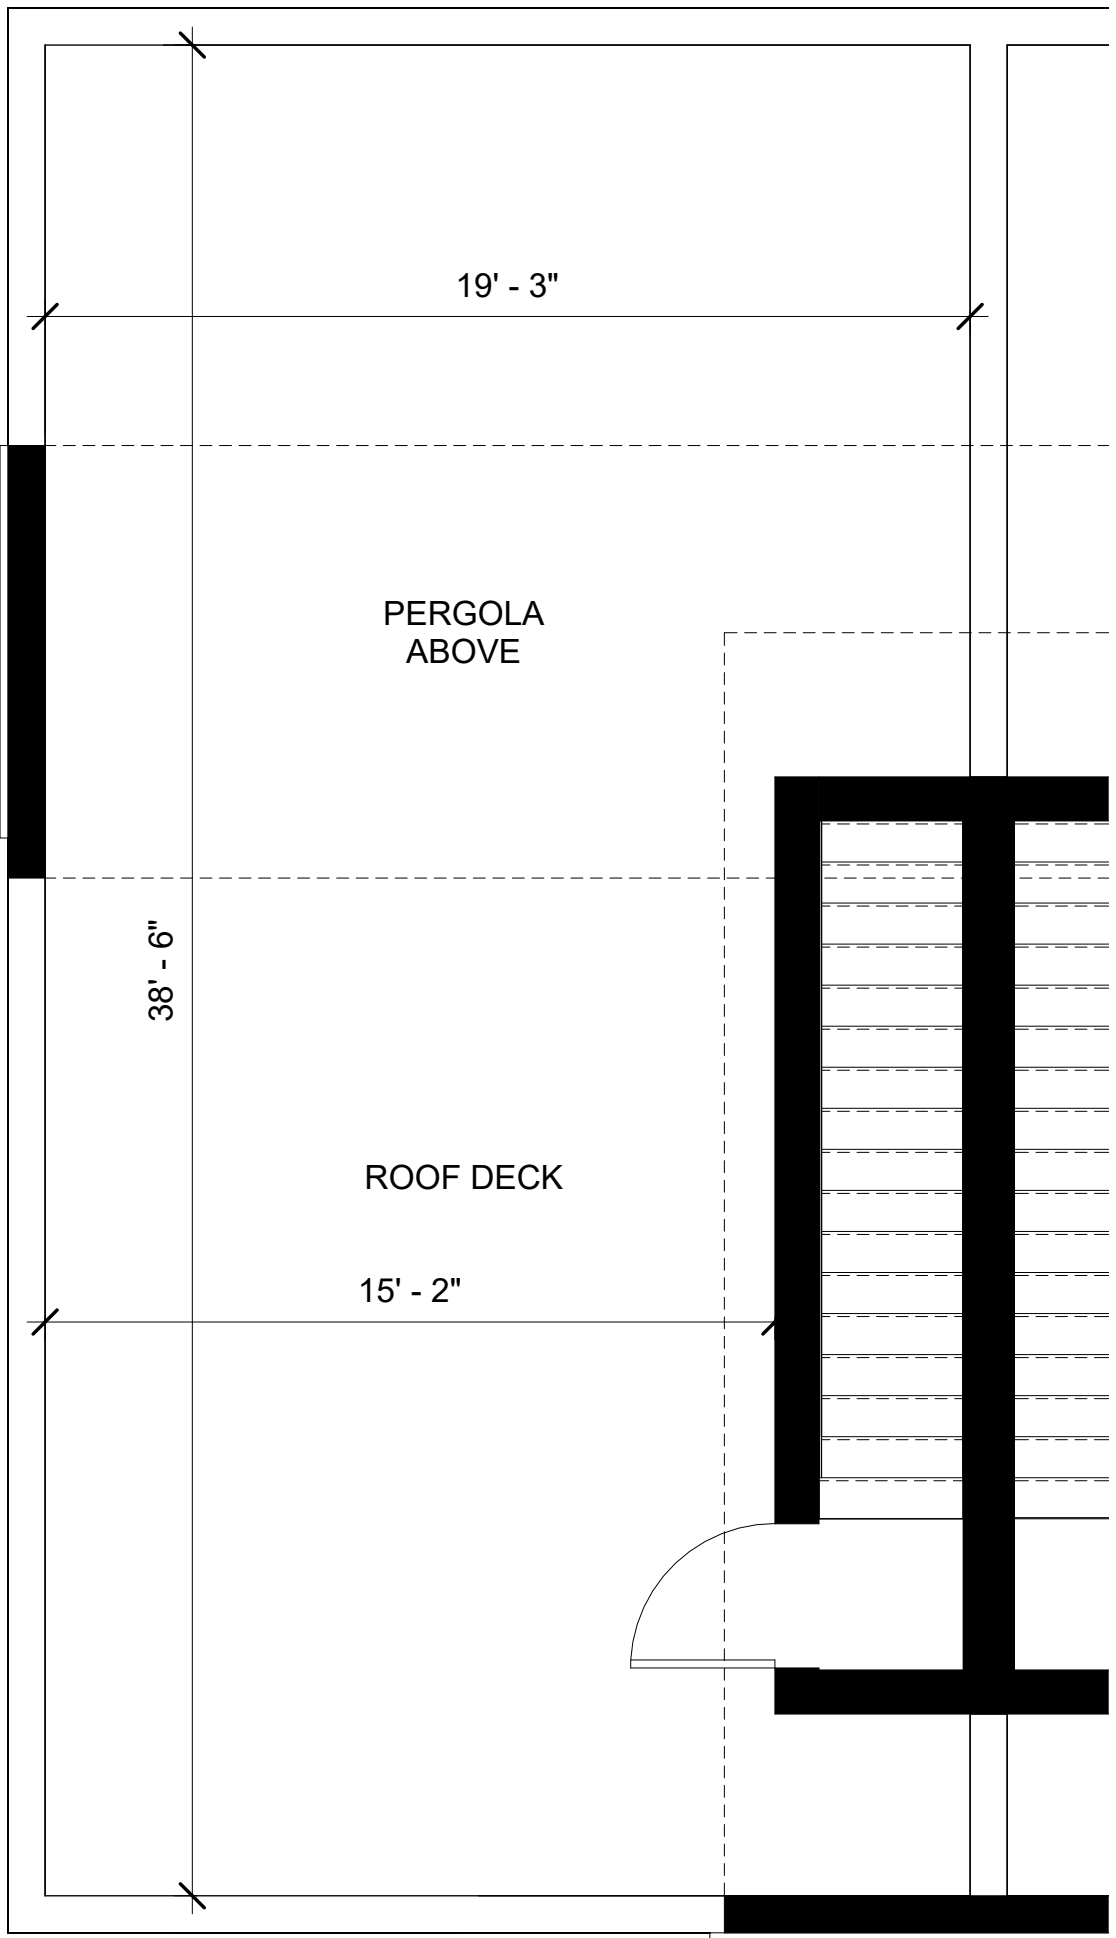 19' - 3"
PERGOLA
ABOVE
38' - 6"
ROOF DECK
15' - 2"